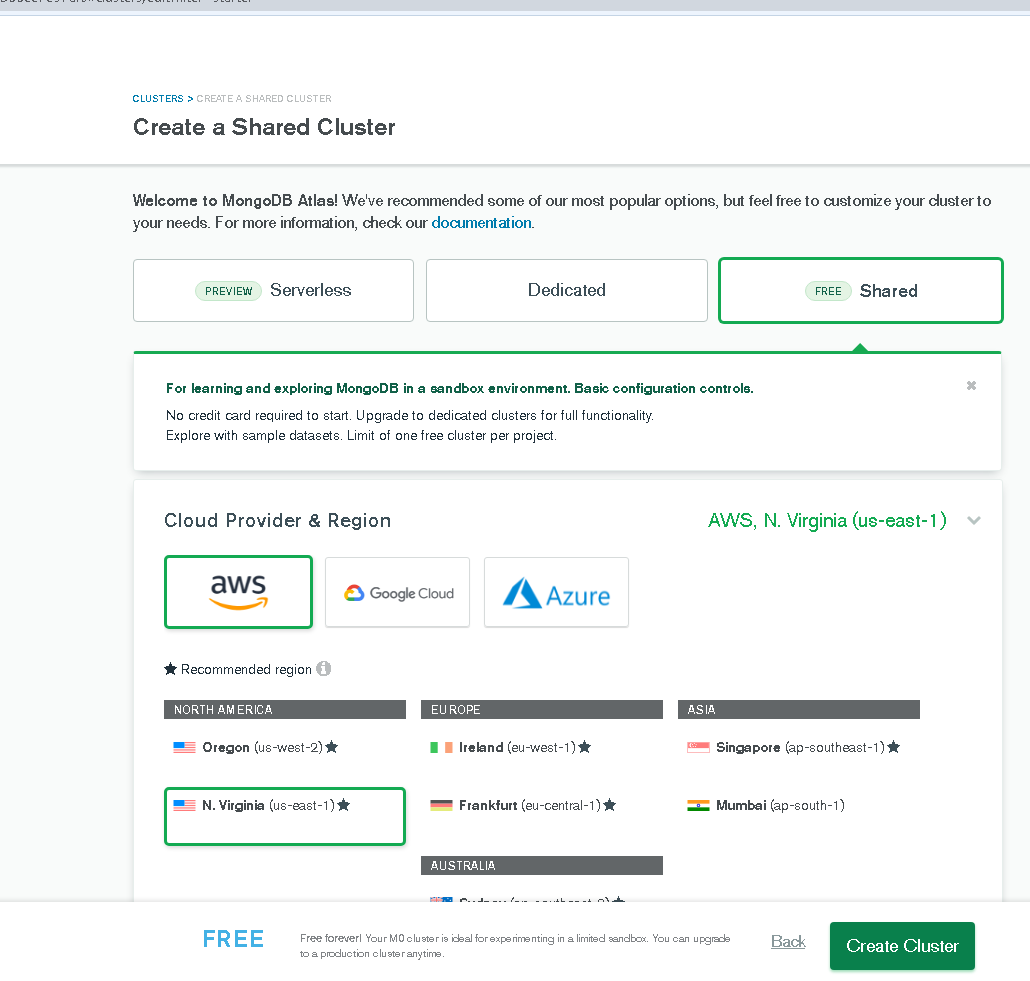 CLUSTERS > CREATE A SHARED CLUSTER
Create a Shared Cluster
Welcome to MongoDB Atlas! We've recommended some of our most popular options, but feel free to customize your cluster to
your needs. For more information, check our documentation.
PREVIEW Serverless
Dedicated
FREE Shared
For learning and exploring MongoDB in a sandbox environment. Basic configuration controls.
No credit card required to start. Upgrade to dedicated clusters for full functionality.
Explore with sample datasets. Limit of one free cluster per project.
Cloud Provider & Region
AWS, N. Virginia (us-east-1)
aws
Google Cloud
Azure
★ Recommended region
NORTH AMERICA
EUROPE
ASIA
Oregon (us-west-2)★
Ireland (eu-west-1)★
Singapore (ap-southeast-1)★
N. Virginia (us-east-1)★
Frankfurt (eu-central-1)★
Mumbai (ap-south-1)
AUSTRALIA
Sydney (ap-southeast-2)★
FREE
Free forever! Your M0 cluster is ideal for experimenting in a limited sandbox. You can upgrade
to a production cluster anytime.
Back
Create Cluster